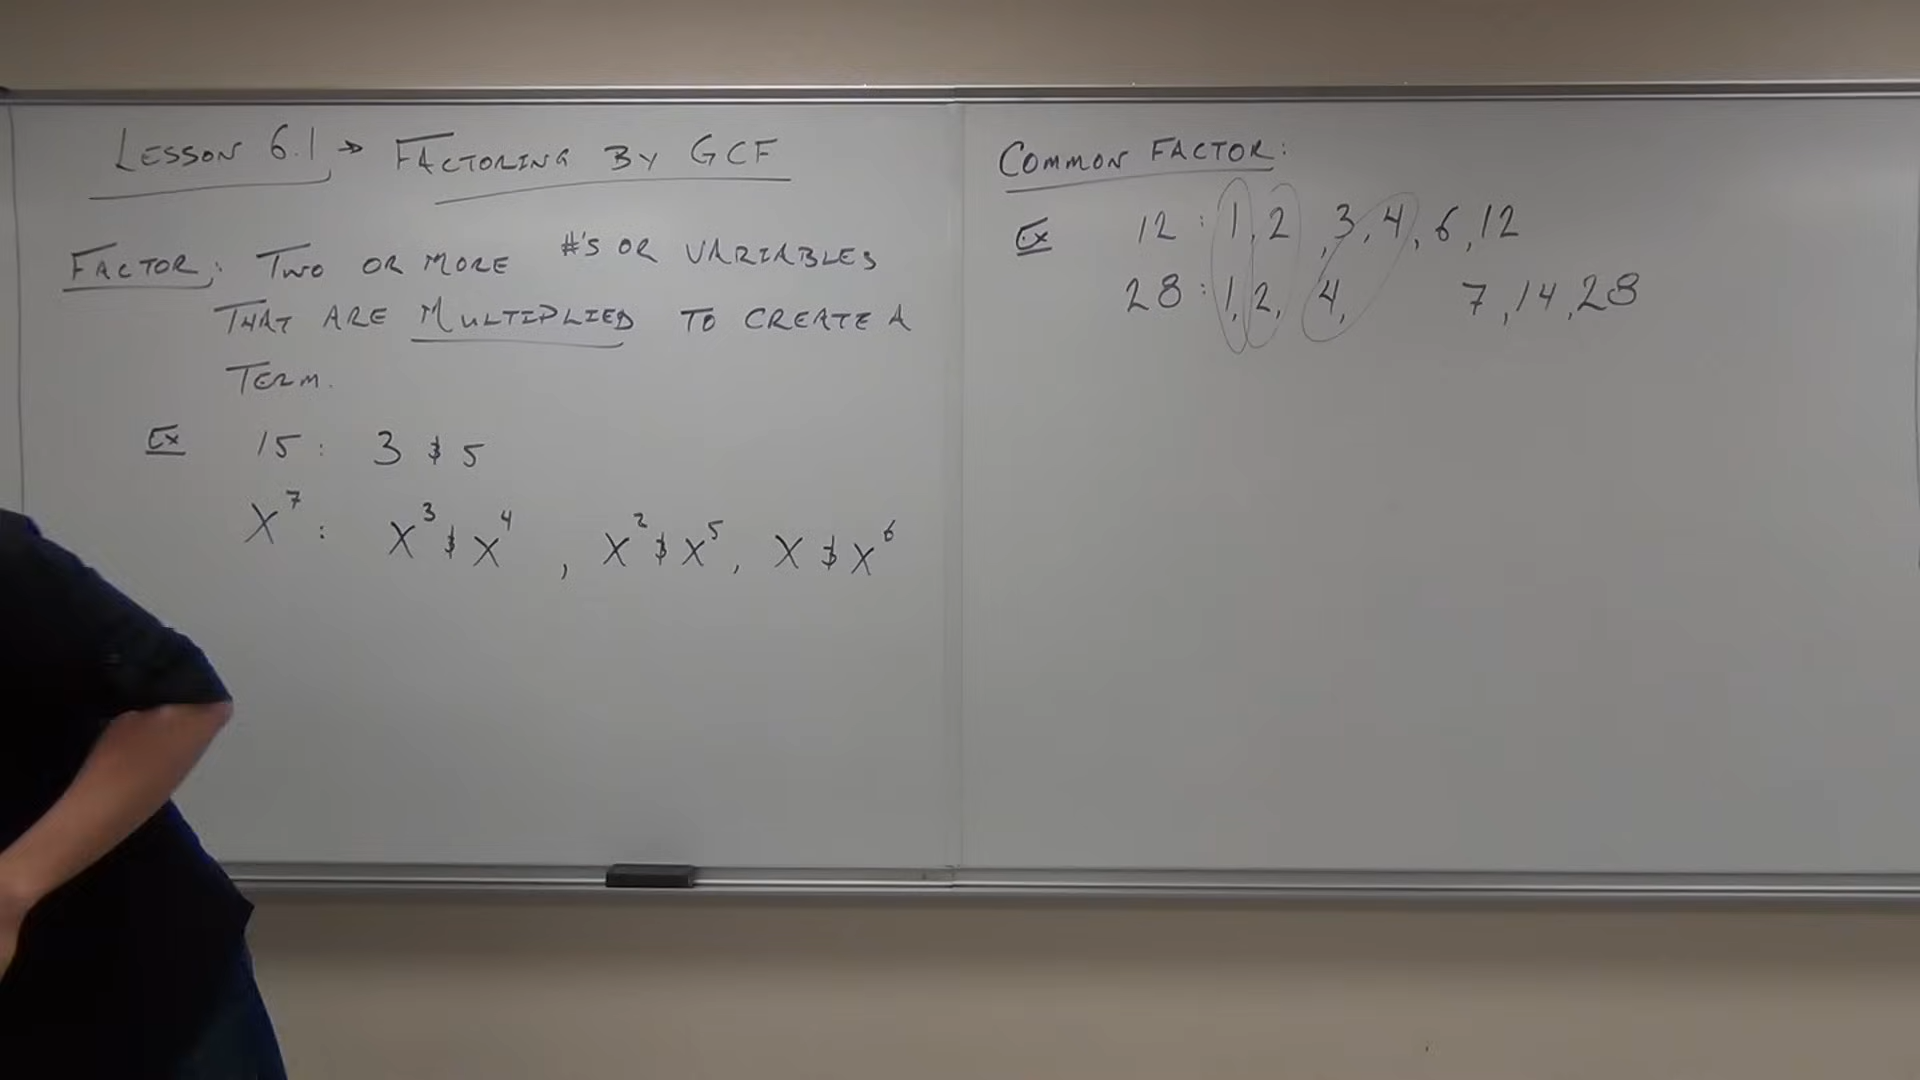 LESSON 6.1 → FACTORING BY GCF
FACTOR: TWO OR MORE #'S OR VARIABLES
THAT ARE MULTIPLIED TO CREATE A
TERM.
Ex 15: 3 & 5
X⁷: X³ & X⁴, X² & X⁵, X & X⁶
COMMON FACTOR:
Ex 12: 1, 2, 3, 4, 6, 12
28: 1, 2, 4, 7, 14, 28